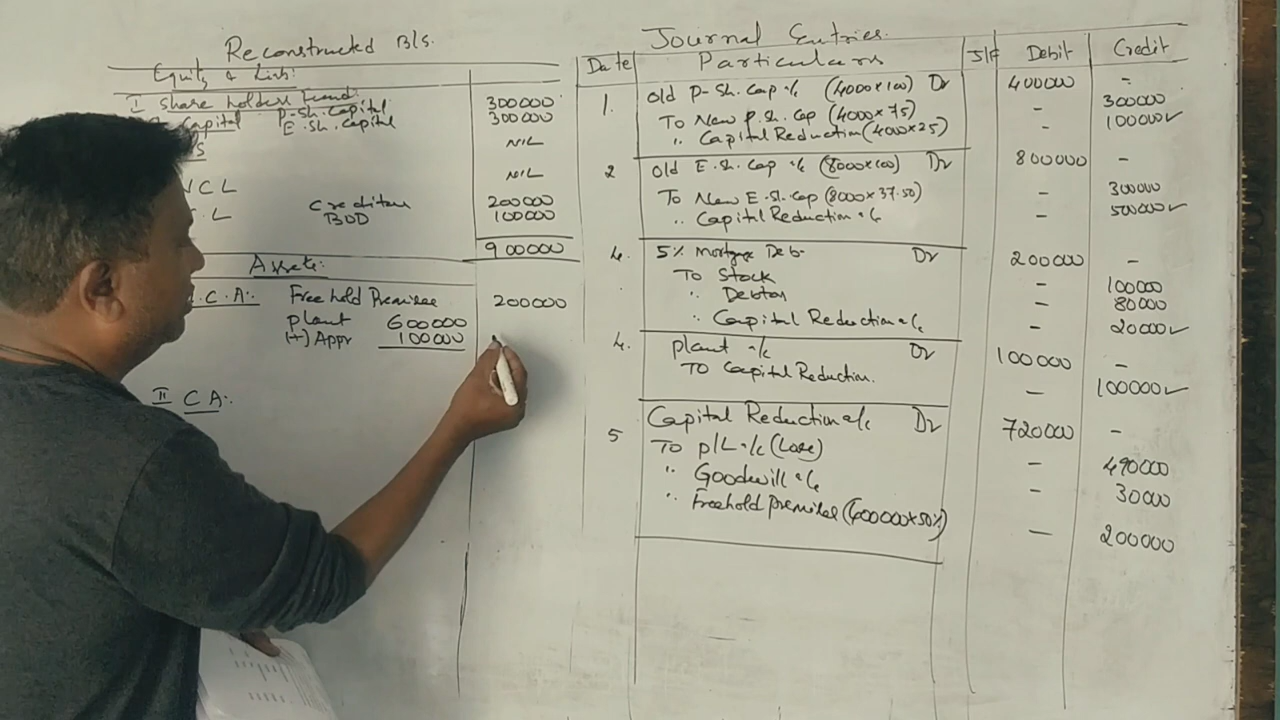 Reconstructed B/s.
Equity & Liab:
I Share holders Fund:
Capital P-Sh. Capital 300000
E. Sh. Capital 300000
S NIL
NCL NIL
L Creditors 200000
BOD 100000
900000
Assets:
.C.A:. Free hold Premises 200000
plant 600000
(+) Appr 100000
II C A:.
Journal Entries.
Date Particulars J/f Debit Credit
1. Old P-Sh. Cap a/c (4000×100) Dr 400000 -
To New P. Sh. Cap (4000×75) - 300000
" Capital Reduction (4000×25) - 100000✓
2 Old E. Sh. Cap a/c (8000×100) Dr 800000 -
To New E. Sh. Cap (8000×37.50) - 300000
" Capital Reduction a/c - 500000✓
4. 5% Mortgage Deb- Dr 200000 -
To Stock - 100000
" Debtors - 80000
" Capital Reduction a/c - 20000✓
4. plant a/c Dr 100000 -
To Capital Reduction. - 100000✓
5 Capital Reduction a/c Dr 720000 -
To P/L a/c (Loss) - 490000
" Goodwill a/c - 30000
" Freehold premises (400000×50%) - 200000